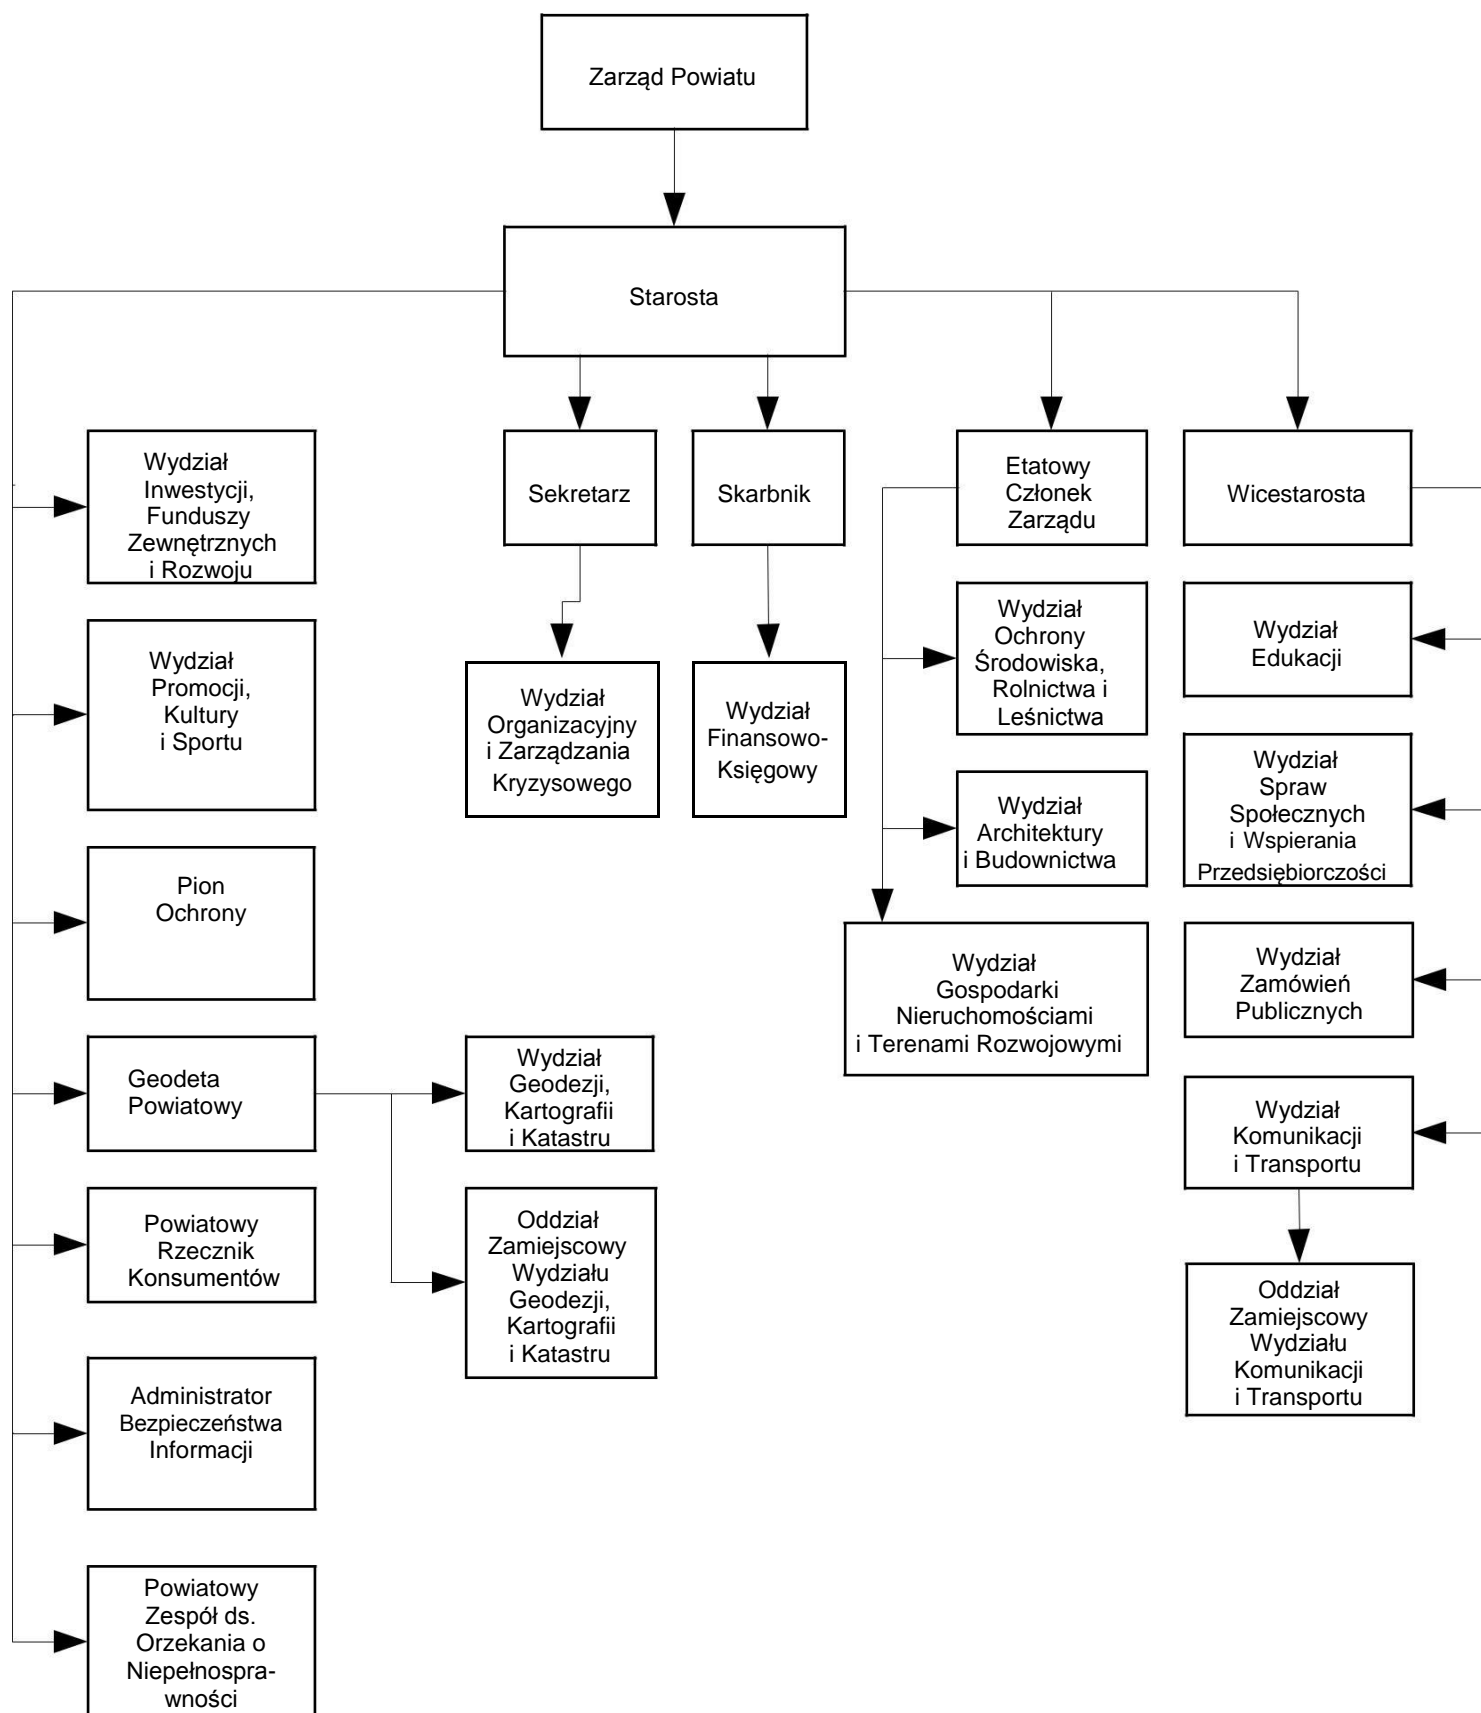 Zarząd Powiatu
Starosta
Wydział
Inwestycji,
Funduszy
Zewnętrznych
i Rozwoju
Sekretarz
Skarbnik
Etatowy
Członek
Zarządu
Wicestarosta
Wydział
Promocji,
Kultury
i Sportu
Wydział
Organizacyjny
i Zarządzania
Kryzysowego
Wydział
Finansowo-
Księgowy
Wydział
Ochrony
Środowiska,
Rolnictwa i
Leśnictwa
Wydział
Edukacji
Wydział
Architektury
i Budownictwa
Wydział
Spraw
Społecznych
i Wspierania
Przedsiębiorczości
Pion
Ochrony
Wydział
Gospodarki
Nieruchomościami
i Terenami Rozwojowymi
Wydział
Zamówień
Publicznych
Geodeta
Powiatowy
Wydział
Geodezji,
Kartografii
i Katastru
Wydział
Komunikacji
i Transportu
Powiatowy
Rzecznik
Konsumentów
Oddział
Zamiejscowy
Wydziału
Geodezji,
Kartografii
i Katastru
Oddział
Zamiejscowy
Wydziału
Komunikacji
i Transportu
Administrator
Bezpieczeństwa
Informacji
Powiatowy
Zespół ds.
Orzekania o
Niepełnospra-
wności